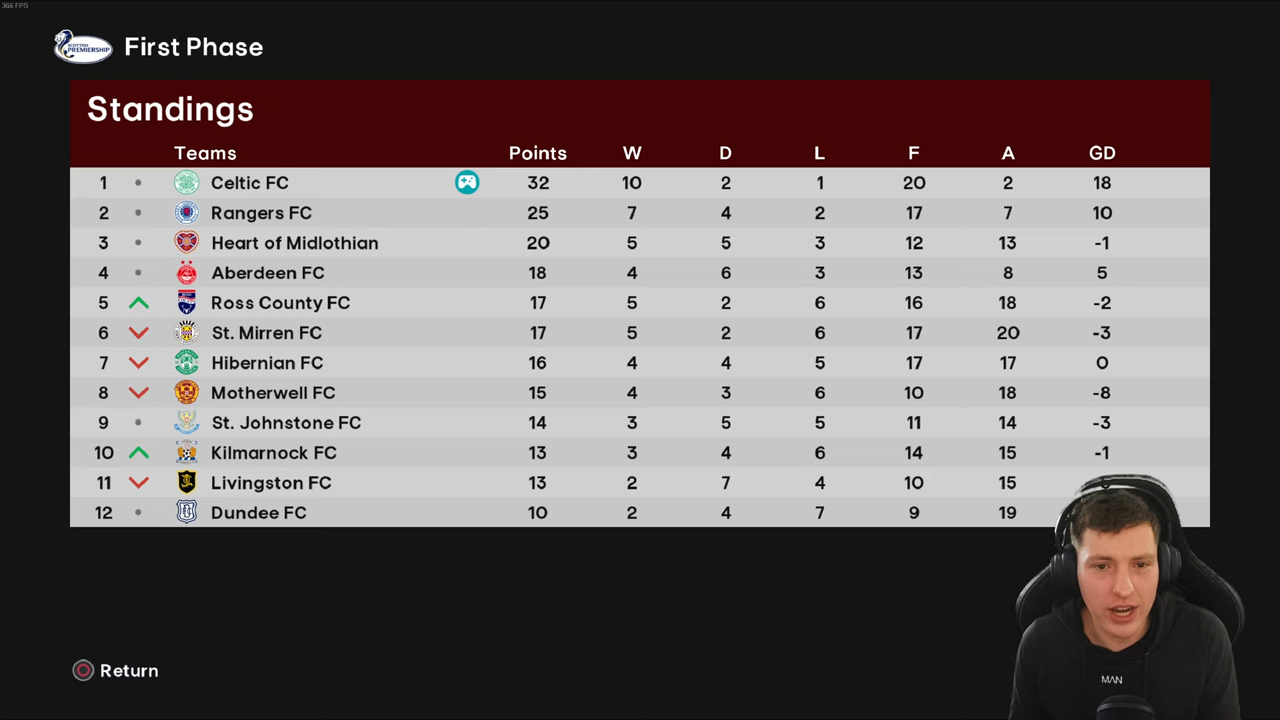 366 FPS
SCOTTISH PREMIERSHIP First Phase
Standings
Teams Points W D L F A GD
1 Celtic FC 32 10 2 1 20 2 18
2 Rangers FC 25 7 4 2 17 7 10
3 Heart of Midlothian 20 5 5 3 12 13 -1
4 Aberdeen FC 18 4 6 3 13 8 5
5 Ross County FC 17 5 2 6 16 18 -2
6 St. Mirren FC 17 5 2 6 17 20 -3
7 Hibernian FC 16 4 4 5 17 17 0
8 Motherwell FC 15 4 3 6 10 18 -8
9 St. Johnstone FC 14 3 5 5 11 14 -3
10 Kilmarnock FC 13 3 4 6 14 15 -1
11 Livingston FC 13 2 7 4 10 15
12 Dundee FC 10 2 4 7 9 19
Return
MAN